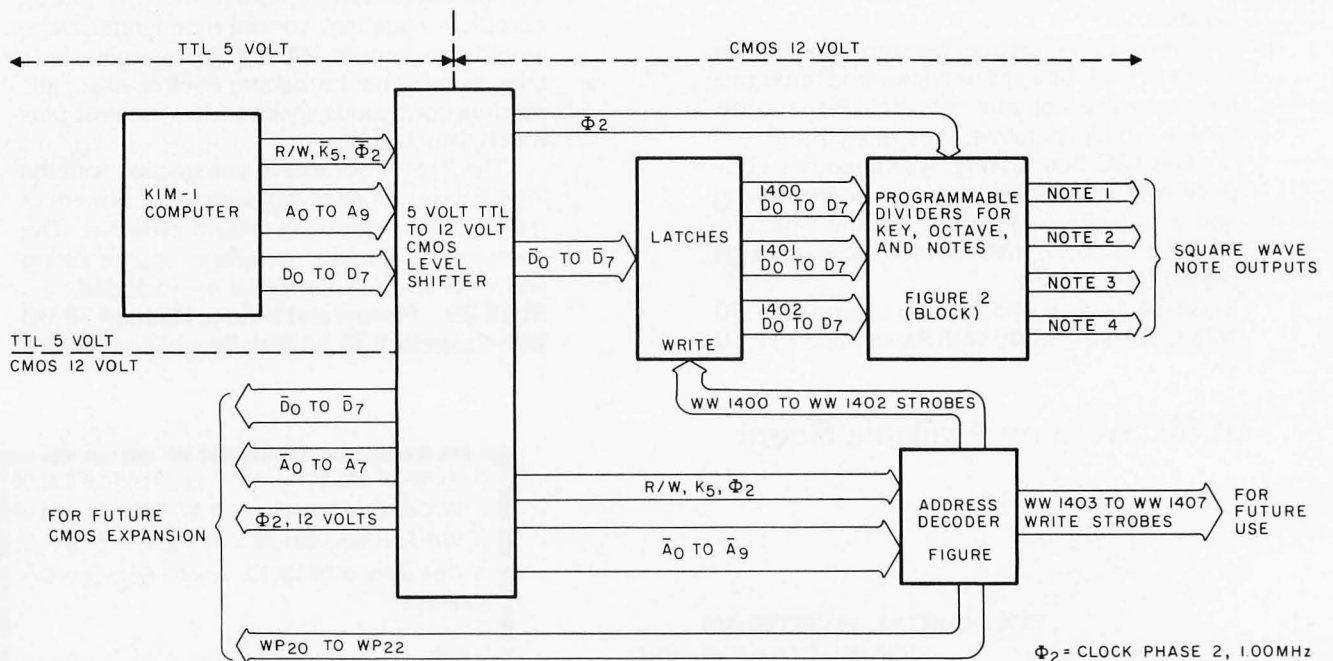 TTL 5 VOLT
CMOS 12 VOLT
KIM-1
COMPUTER
R/W, K̄5, Φ̄2
A0 TO A9
D0 TO D7
5 VOLT TTL
TO 12 VOLT
CMOS
LEVEL
SHIFTER
Φ2
D̄0 TO D̄7
LATCHES
WRITE
1400
D0 TO D7
1401
D0 TO D7
1402
D0 TO D7
PROGRAMMABLE
DIVIDERS FOR
KEY, OCTAVE,
AND NOTES
FIGURE 2
(BLOCK)
NOTE 1
NOTE 2
NOTE 3
NOTE 4
SQUARE WAVE
NOTE OUTPUTS
TTL 5 VOLT
CMOS 12 VOLT
WW 1400 TO WW 1402 STROBES
D̄0 TO D̄7
Ā0 TO Ā7
Φ2, 12 VOLTS
FOR FUTURE
CMOS EXPANSION
R/W, K5, Φ2
Ā0 TO Ā9
ADDRESS
DECODER
FIGURE
WW 1403 TO WW 1407
WRITE STROBES
FOR
FUTURE
USE
WP20 TO WP22
Φ2 = CLOCK PHASE 2, 1.00MHz